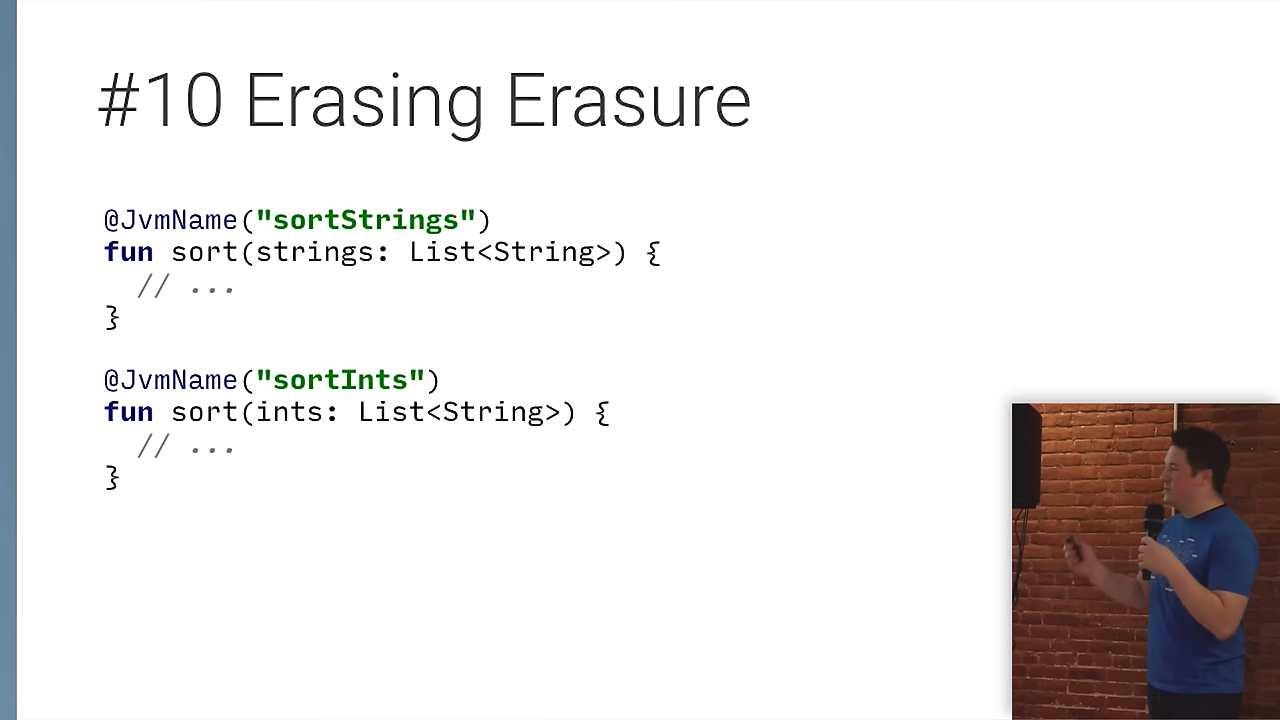 #10 Erasing Erasure
@JvmName("sortStrings")
fun sort(strings: List<String>) {
// ...
}
@JvmName("sortInts")
fun sort(ints: List<String>) {
// ...
}